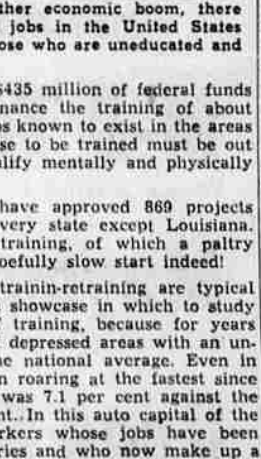 ther economic boom, there
jobs in the United States
ose who are uneducated and
$435 million of federal funds
nance the training of about
s known to exist in the areas
se to be trained must be out
alify mentally and physically
have approved 869 projects
very state except Louisiana.
training, of which a paltry
oefully slow start indeed!
trainin-retraining are typical
showcase in which to study
training, because for years
depressed areas with an un-
e national average. Even in
n roaring at the fastest since
was 7.1 per cent against the
nt. In this auto capital of the
rkers whose jobs have been
ries and who now make up a